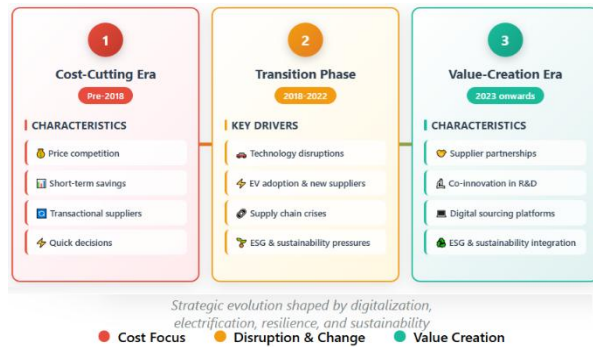 1
Cost-Cutting Era
Pre-2018
CHARACTERISTICS
Price competition
Short-term savings
Transactional suppliers
Quick decisions
2
Transition Phase
2018-2022
KEY DRIVERS
Technology disruptions
EV adoption & new suppliers
Supply chain crises
ESG & sustainability pressures
3
Value-Creation Era
2023 onwards
CHARACTERISTICS
Supplier partnerships
Co-innovation in R&D
Digital sourcing platforms
ESG & sustainability integration
Strategic evolution shaped by digitalization,
electrification, resilience, and sustainability
Cost Focus
Disruption & Change
Value Creation